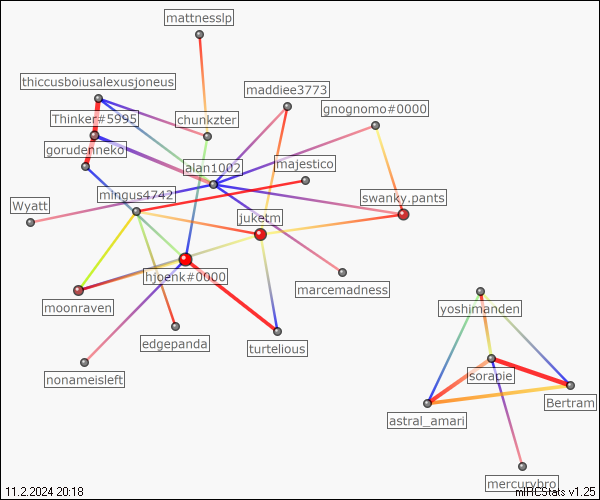 mattnesslp
thiccusboiusalexusjoneus
maddiee3773
gnognomo#0000
Thinker#5995
chunkzter
gorudenneko
alan1002
majestico
mingus4742
swanky.pants
Wyatt
juketm
hjoenk#0000
marcemadness
moonraven
yoshimanden
edgepanda
turtelious
nonameisleft
sorapie
Bertram
astral_amari
mercurybro
11.2.2024 20:18
mIRCStats v1.25